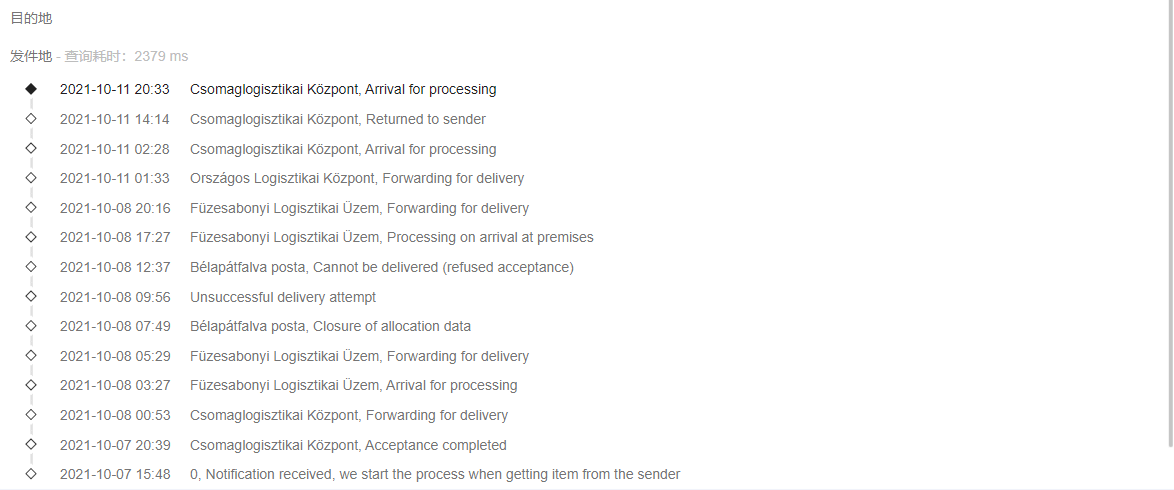 目的地
发件地 - 查询耗时：2379 ms
2021-10-11 20:33 Csomaglogisztikai Központ, Arrival for processing
2021-10-11 14:14 Csomaglogisztikai Központ, Returned to sender
2021-10-11 02:28 Csomaglogisztikai Központ, Arrival for processing
2021-10-11 01:33 Országos Logisztikai Központ, Forwarding for delivery
2021-10-08 20:16 Füzesabonyi Logisztikai Üzem, Forwarding for delivery
2021-10-08 17:27 Füzesabonyi Logisztikai Üzem, Processing on arrival at premises
2021-10-08 12:37 Bélapátfalva posta, Cannot be delivered (refused acceptance)
2021-10-08 09:56 Unsuccessful delivery attempt
2021-10-08 07:49 Bélapátfalva posta, Closure of allocation data
2021-10-08 05:29 Füzesabonyi Logisztikai Üzem, Forwarding for delivery
2021-10-08 03:27 Füzesabonyi Logisztikai Üzem, Arrival for processing
2021-10-08 00:53 Csomaglogisztikai Központ, Forwarding for delivery
2021-10-07 20:39 Csomaglogisztikai Központ, Acceptance completed
2021-10-07 15:48 0, Notification received, we start the process when getting item from the sender